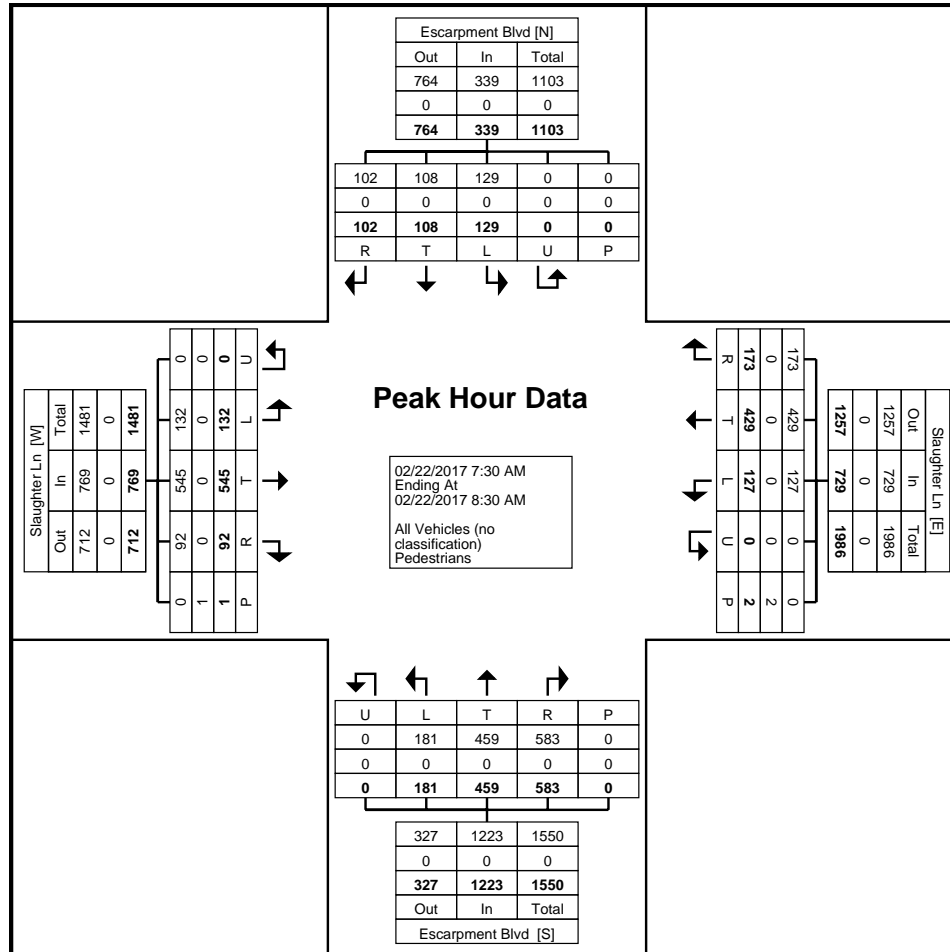 Escarpment Blvd [N]
Out In Total
764 339 1103
0 0 0
764 339 1103
102 108 129 0 0
0 0 0 0 0
102 108 129 0 0
R T L U P
Slaughter Ln [W]
Total In Out
1481 769 712
0 0 0
1481 769 712
0 132 545 92 0
0 0 0 0 1
0 132 545 92 1
U L T R P
Peak Hour Data
02/22/2017 7:30 AM
Ending At
02/22/2017 8:30 AM
All Vehicles (no
classification)
Pedestrians
Slaughter Ln [E]
Out In Total
1257 729 1986
0 0 0
1257 729 1986
173 429 127 0 0
0 0 0 0 2
173 429 127 0 2
R T L U P
U L T R P
0 181 459 583 0
0 0 0 0 0
0 181 459 583 0
327 1223 1550
0 0 0
327 1223 1550
Out In Total
Escarpment Blvd [S]